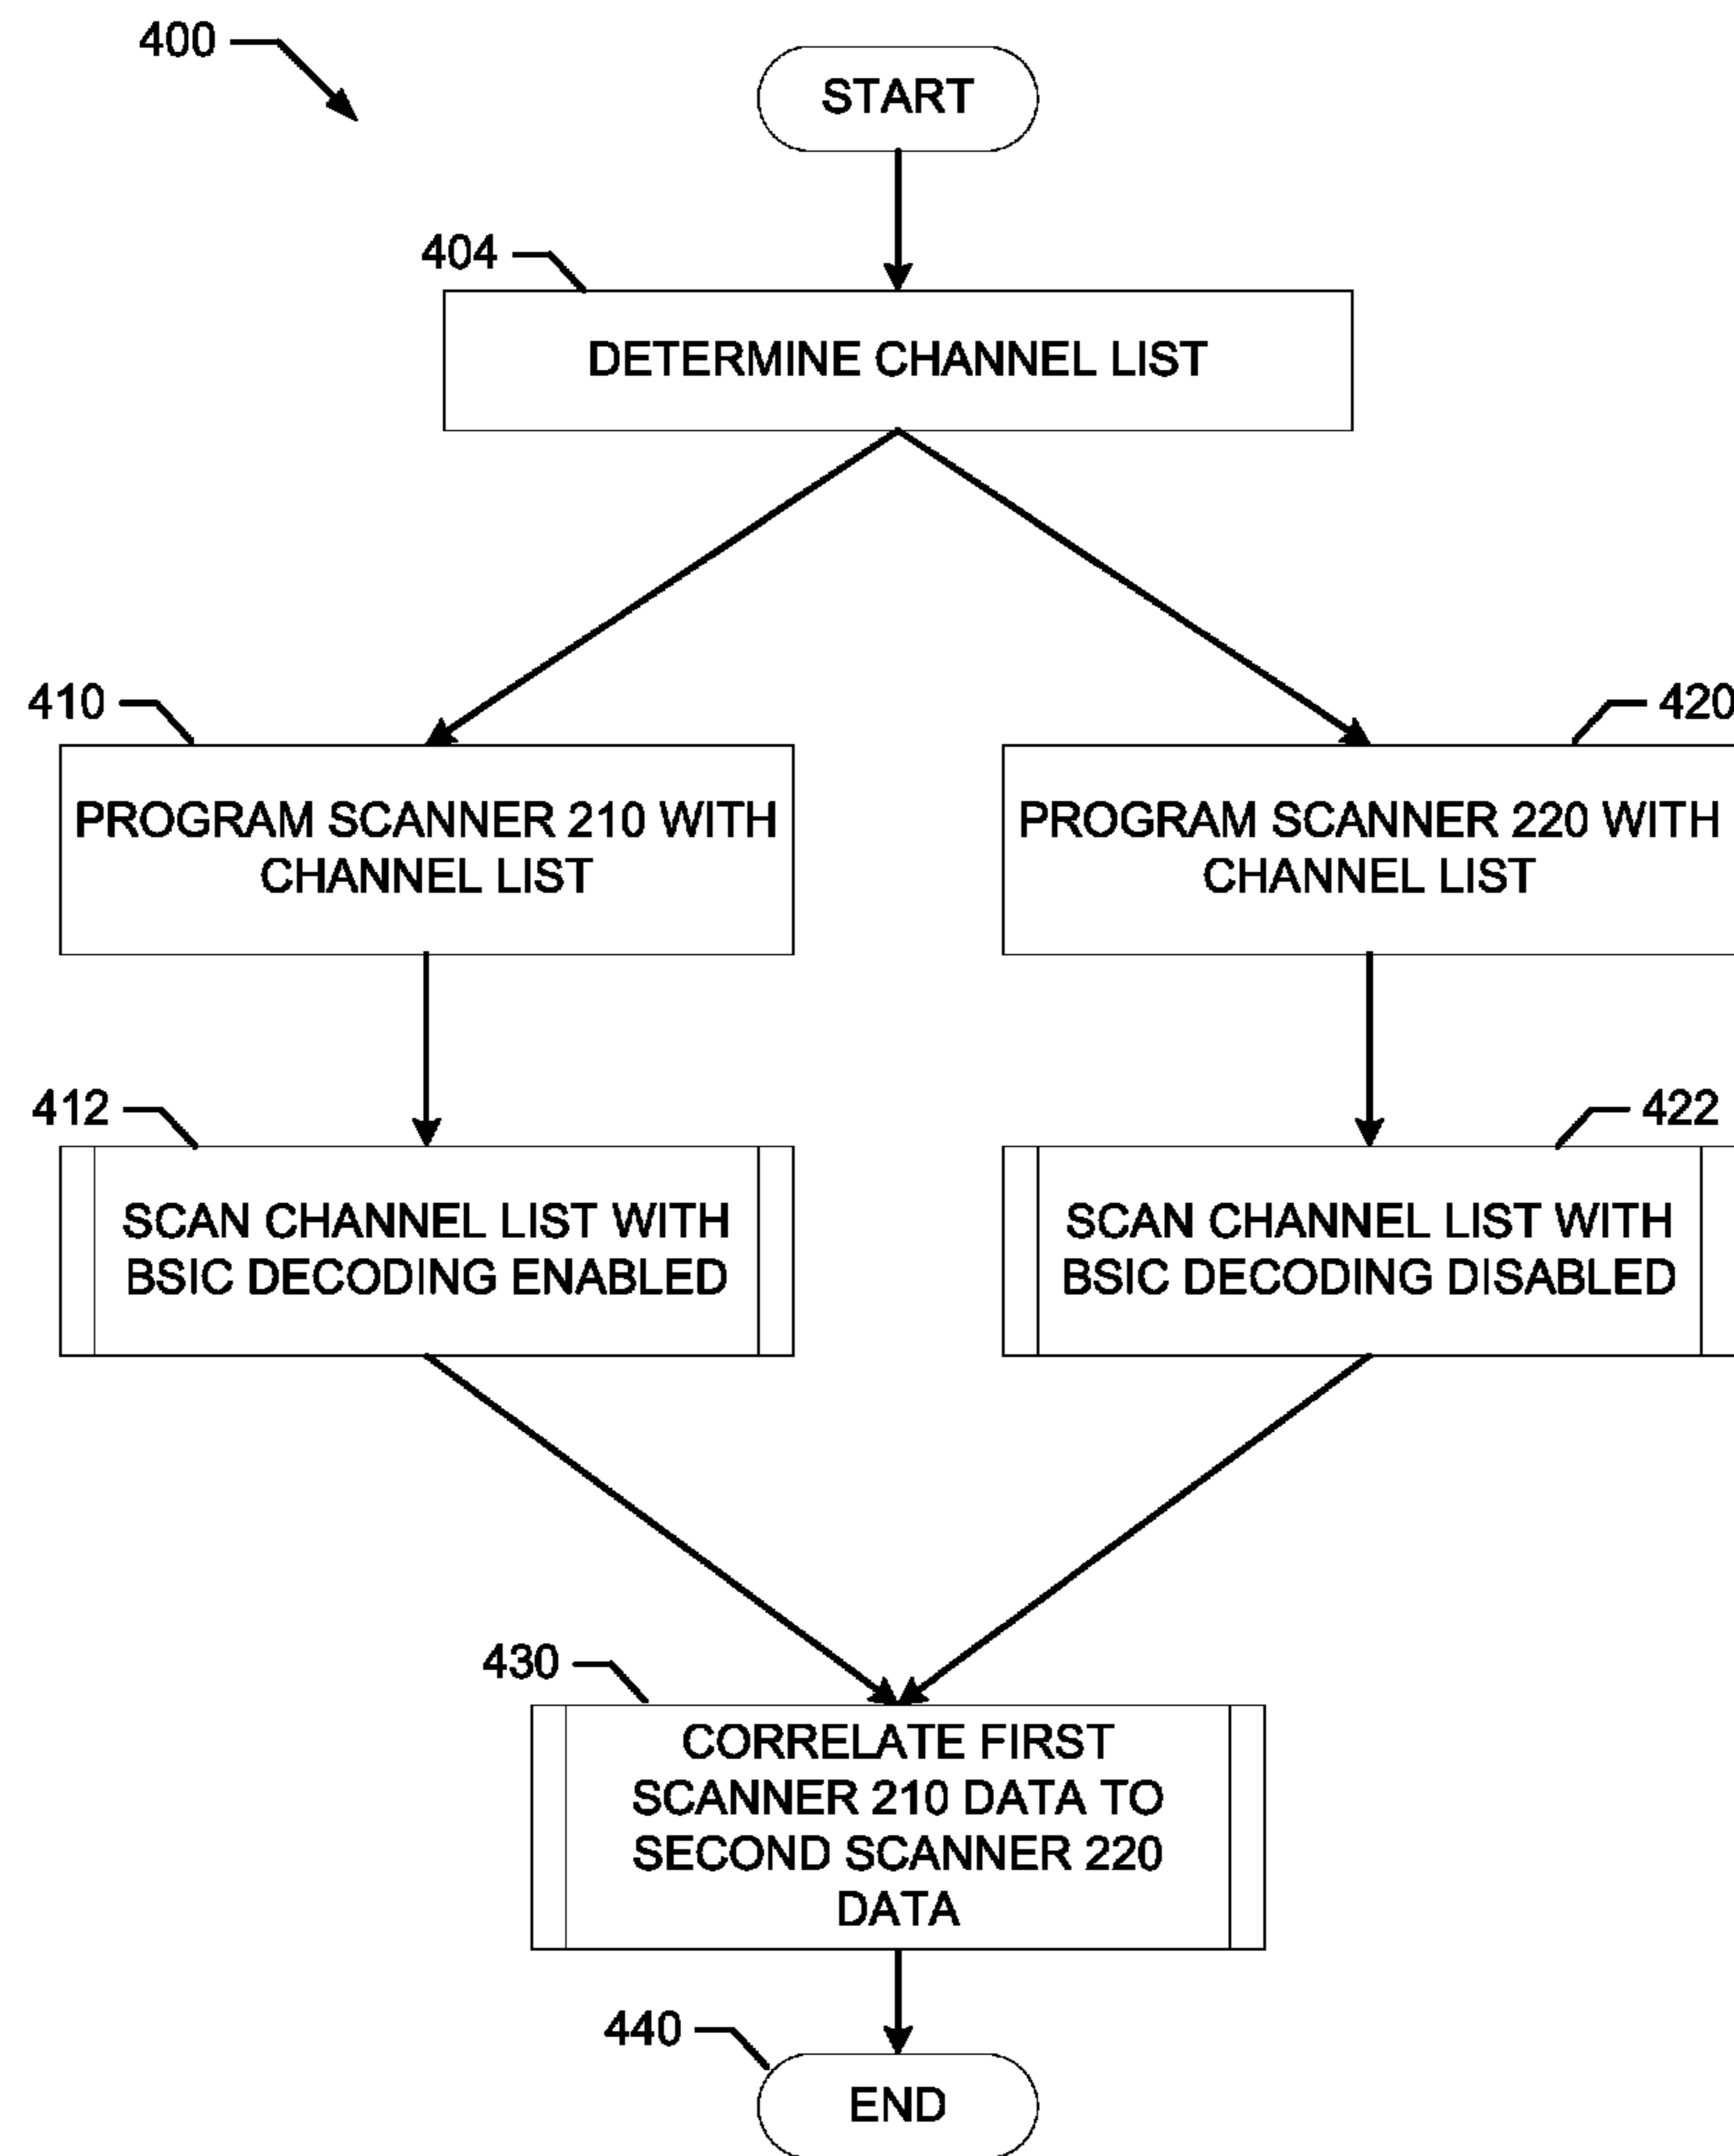 400
START
404
DETERMINE CHANNEL LIST
410
420
PROGRAM SCANNER 210 WITH
CHANNEL LIST
PROGRAM SCANNER 220 WITH
CHANNEL LIST
412
422
SCAN CHANNEL LIST WITH
BSIC DECODING ENABLED
SCAN CHANNEL LIST WITH
BSIC DECODING DISABLED
430
CORRELATE FIRST
SCANNER 210 DATA TO
SECOND SCANNER 220
DATA
440
END